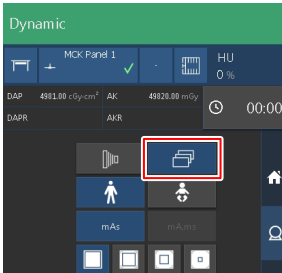 Dynamic
MCK Panel 1
HU
0 %
DAP 4981.00 cGy·cm² AK 49820.00 mGy
DAPR AKR
00:00
mAs mA,ms